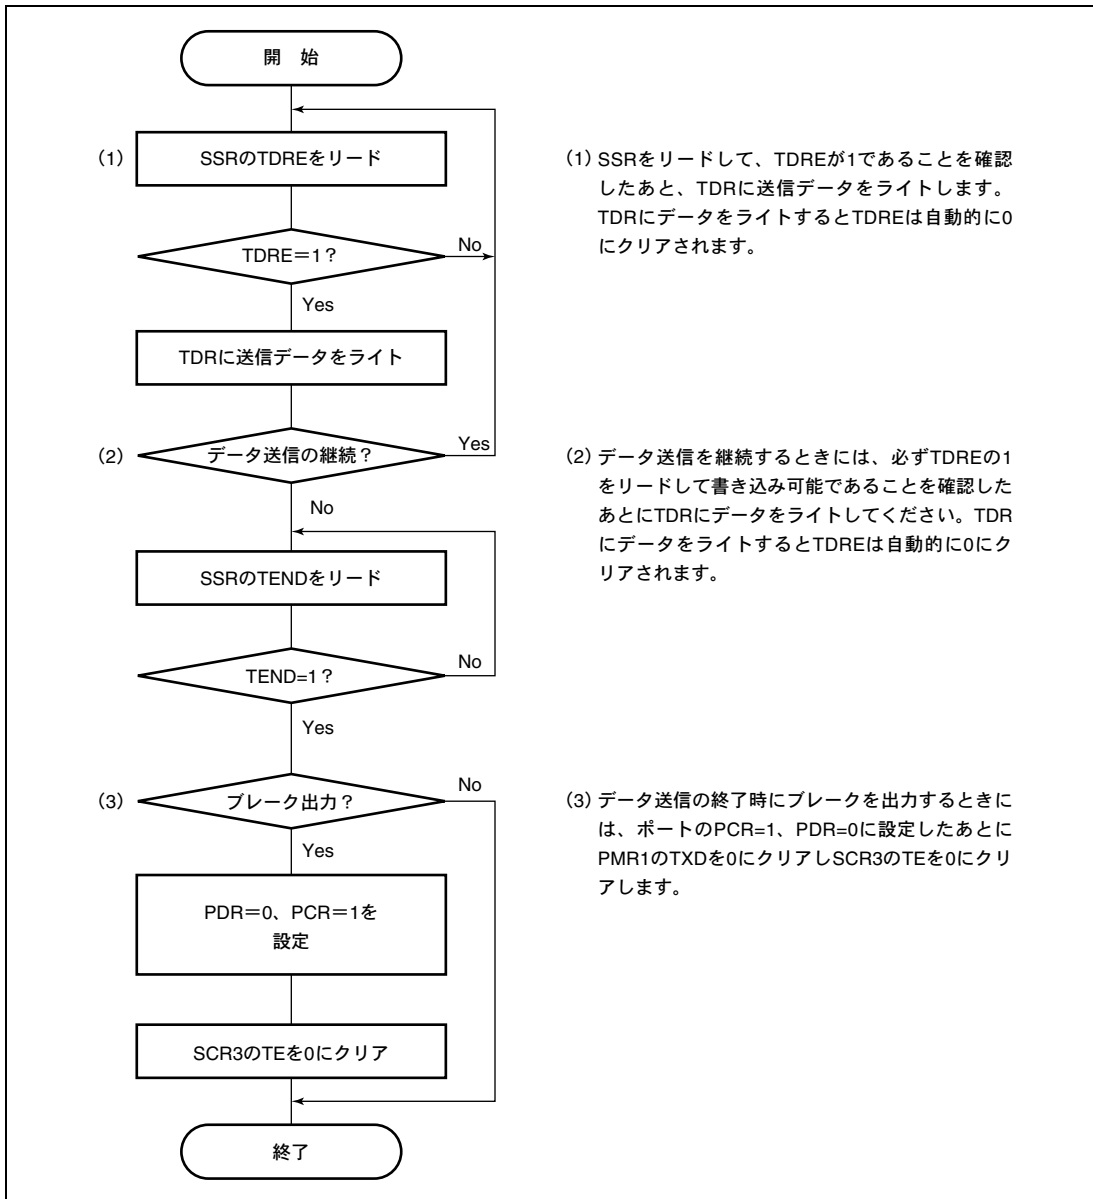 開 始
(1)
SSRのTDREをリード
TDRE＝1？
No
Yes
TDRに送信データをライト
(2)
データ送信の継続？
Yes
No
SSRのTENDをリード
TEND=1？
No
Yes
(3)
ブレーク出力？
No
Yes
PDR＝0、PCR＝1を
設定
SCR3のTEを0にクリア
終了
(1) SSRをリードして、TDREが1であることを確認
したあと、TDRに送信データをライトします。
TDRにデータをライトするとTDREは自動的に0
にクリアされます。
(2) データ送信を継続するときには、必ずTDREの1
をリードして書き込み可能であることを確認した
あとにTDRにデータをライトしてください。TDR
にデータをライトするとTDREは自動的に0にク
リアされます。
(3) データ送信の終了時にブレークを出力するときに
は、ポートのPCR=1、PDR=0に設定したあとに
PMR1のTXDを0にクリアしSCR3のTEを0にクリ
アします。